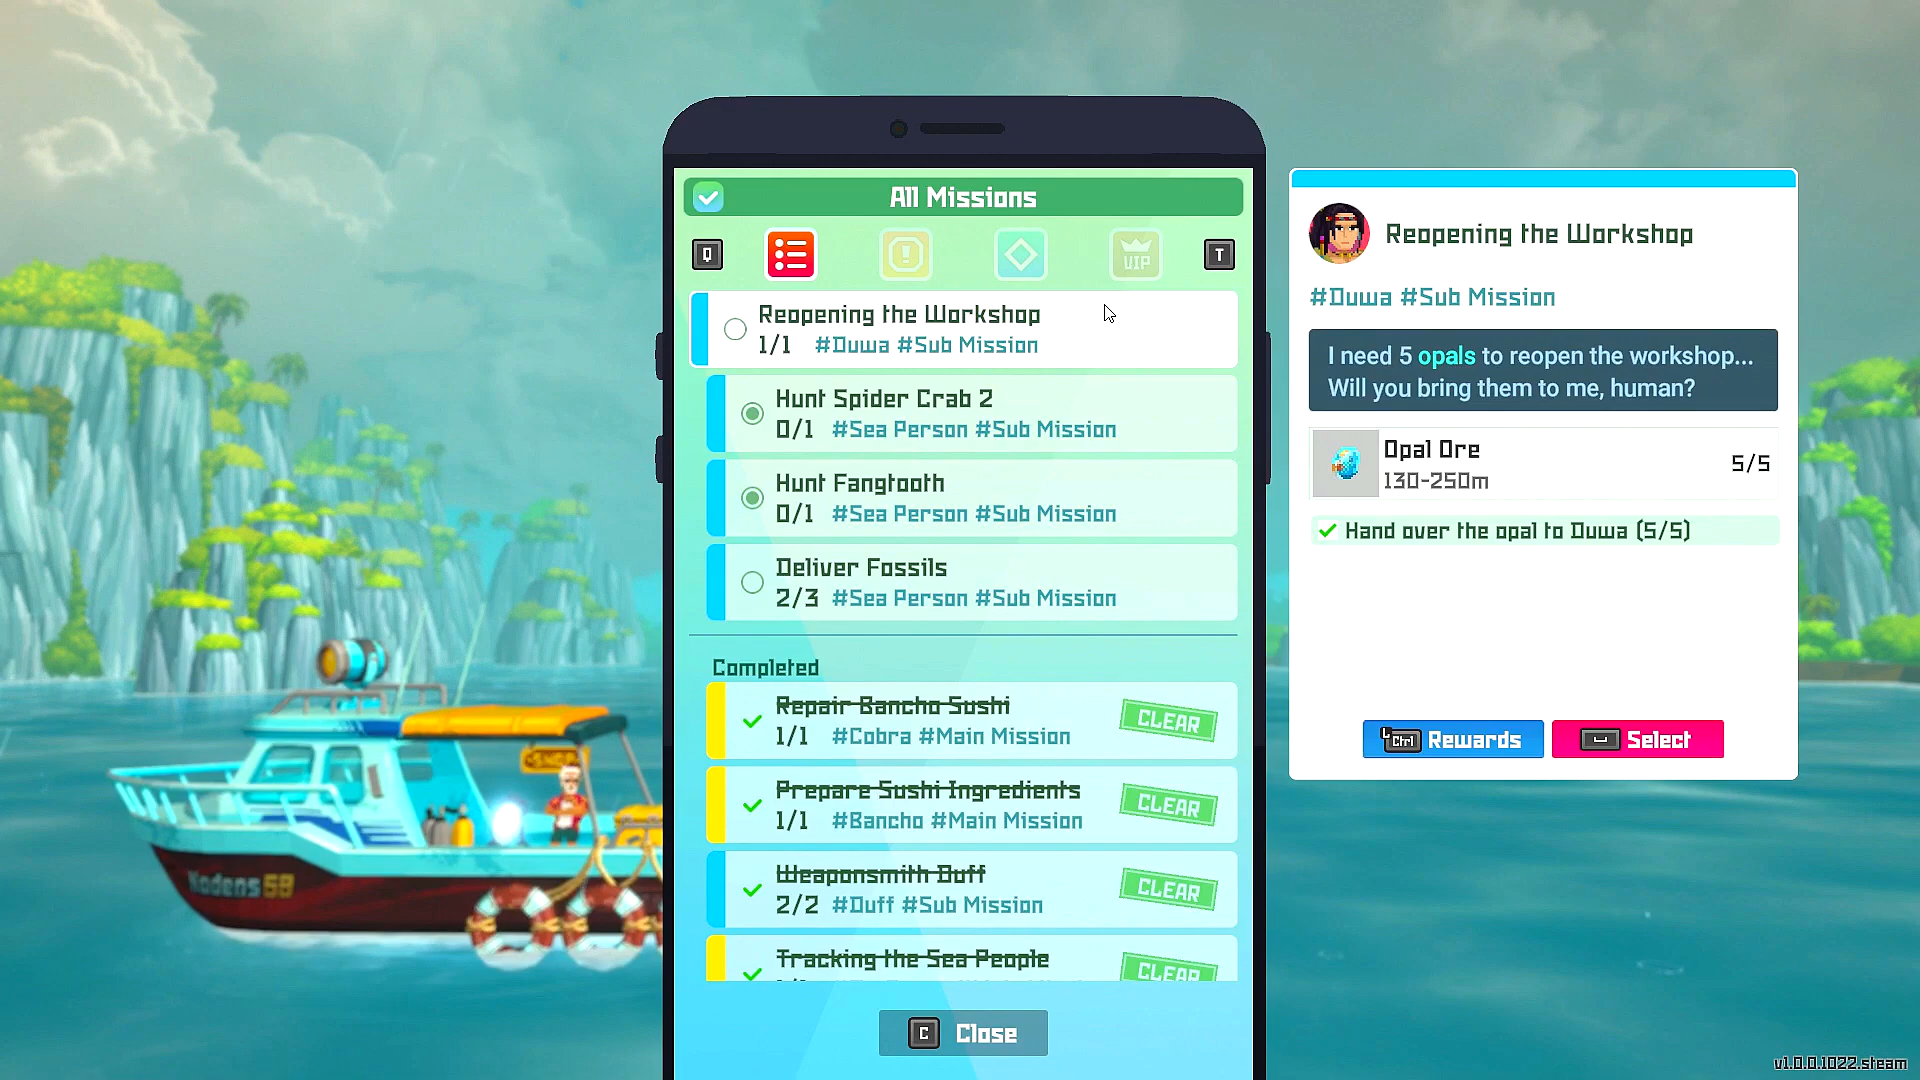 All Missions
Q
VIP
T
Reopening the Workshop
1/1 #Duwa #Sub Mission
Hunt Spider Crab 2
0/1 #Sea Person #Sub Mission
Hunt Fangtooth
0/1 #Sea Person #Sub Mission
Deliver Fossils
2/3 #Sea Person #Sub Mission
Completed
Repair Bancho Sushi
CLEAR
1/1 #Cobra #Main Mission
Prepare Sushi Ingredients
CLEAR
1/1 #Bancho #Main Mission
Weaponsmith Duff
CLEAR
2/2 #Duff #Sub Mission
Tracking the Sea People
CLEAR
C Close
Reopening the Workshop
#Duwa #Sub Mission
I need 5 opals to reopen the workshop...
Will you bring them to me, human?
Opal Ore
130-250m
5/5
Hand over the opal to Duwa (5/5)
L Ctrl Rewards
Select
Nadens 68
v1.0.0.1022.steam